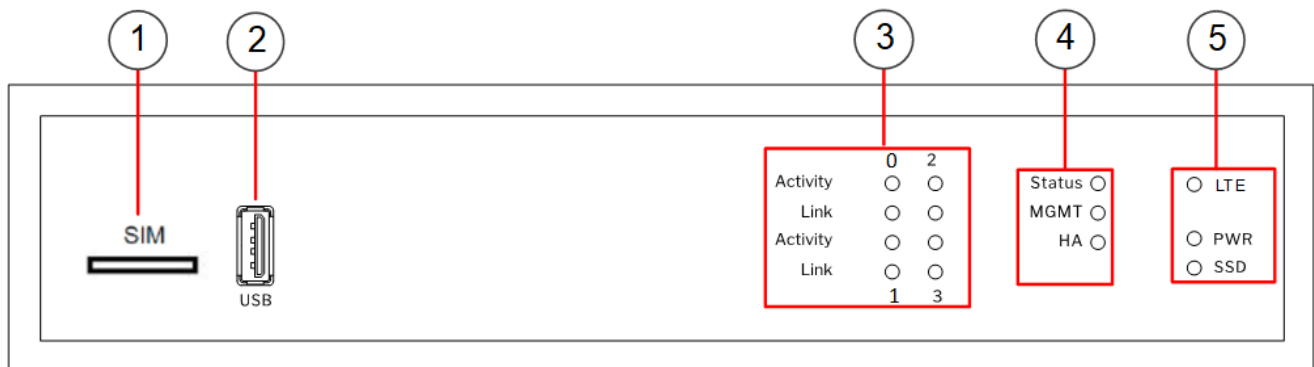 1 2 3 4 5
SIM
USB
0 2
Activity
Link
Activity
Link
1 3
Status
MGMT
HA
LTE
PWR
SSD